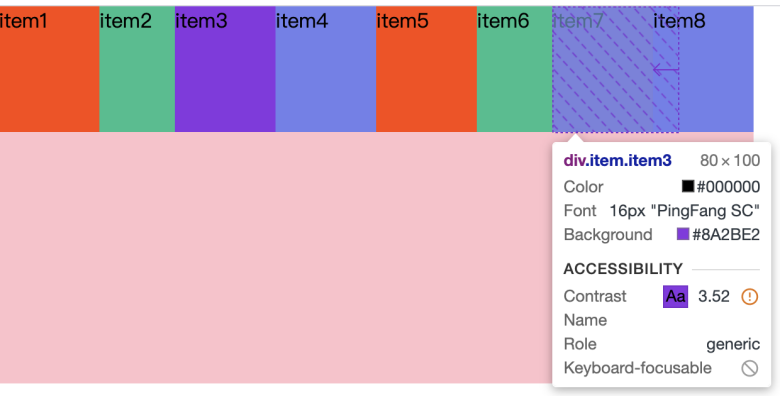 item1 item2 item3 item4 item5 item6 item7 item8
div.item.item3 80 × 100
Color #000000
Font 16px "PingFang SC"
Background #8A2BE2
ACCESSIBILITY
Contrast Aa 3.52
Name
Role generic
Keyboard-focusable